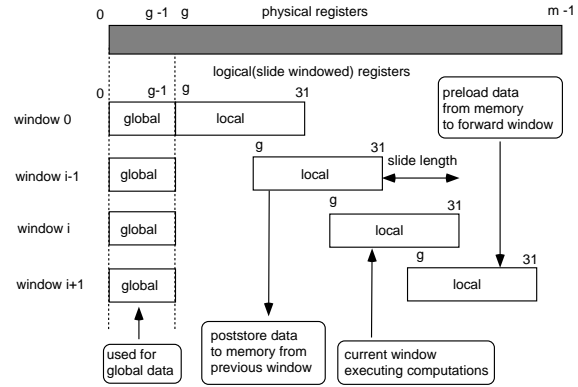 physical registers
0 g -1 g m -1
logical(slide windowed) registers
0 g-1 g 31
window 0 global local
preload data
from memory
to forward window
g 31
window i-1 global local slide length
g 31
window i global local
g 31
window i+1 global local
used for
global data
poststore data
to memory from
previous window
current window
executing computations